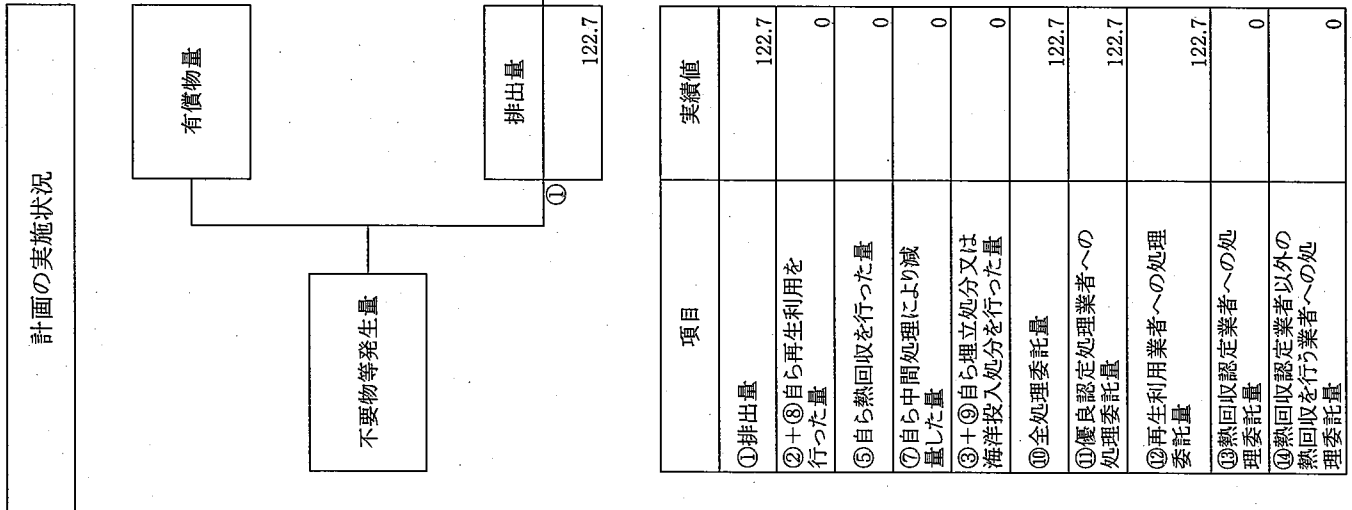 計画の実施状況
有償物量
不要物等発生量
排出量
①
122.7
項目
実績値
①排出量
122.7
②+⑧自ら再生利用を
行った量
0
⑤自ら熱回収を行った量
0
⑦自ら中間処理により減
量した量
0
③+⑨自ら埋立処分又は
海洋投入処分を行った量
0
⑩全処理委託量
122.7
⑪優良認定処理業者への
処理委託量
122.7
⑫再生利用業者への処理
委託量
122.7
⑬熱回収認定業者への処
理委託量
0
⑭熱回収認定業者以外の
熱回収を行う業者への処
理委託量
0